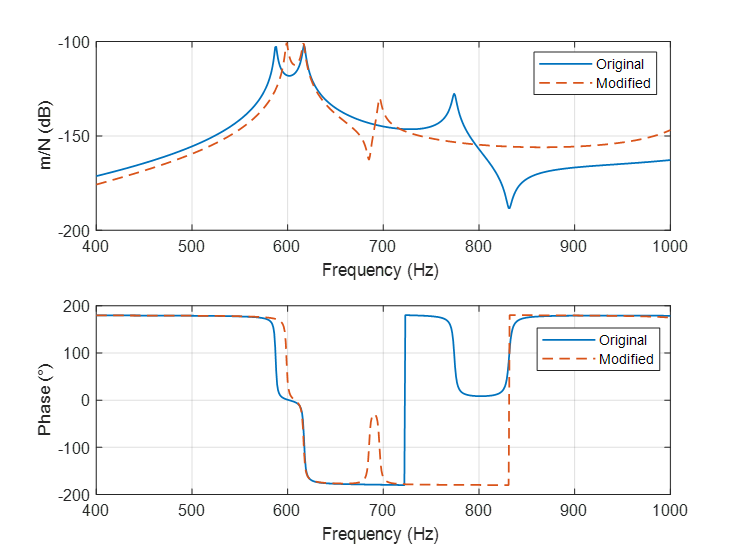 -100
-150
-200
m/N (dB)
400 500 600 700 800 900 1000
Frequency (Hz)
Original
Modified
200
100
0
-100
-200
Phase (°)
400 500 600 700 800 900 1000
Frequency (Hz)
Original
Modified